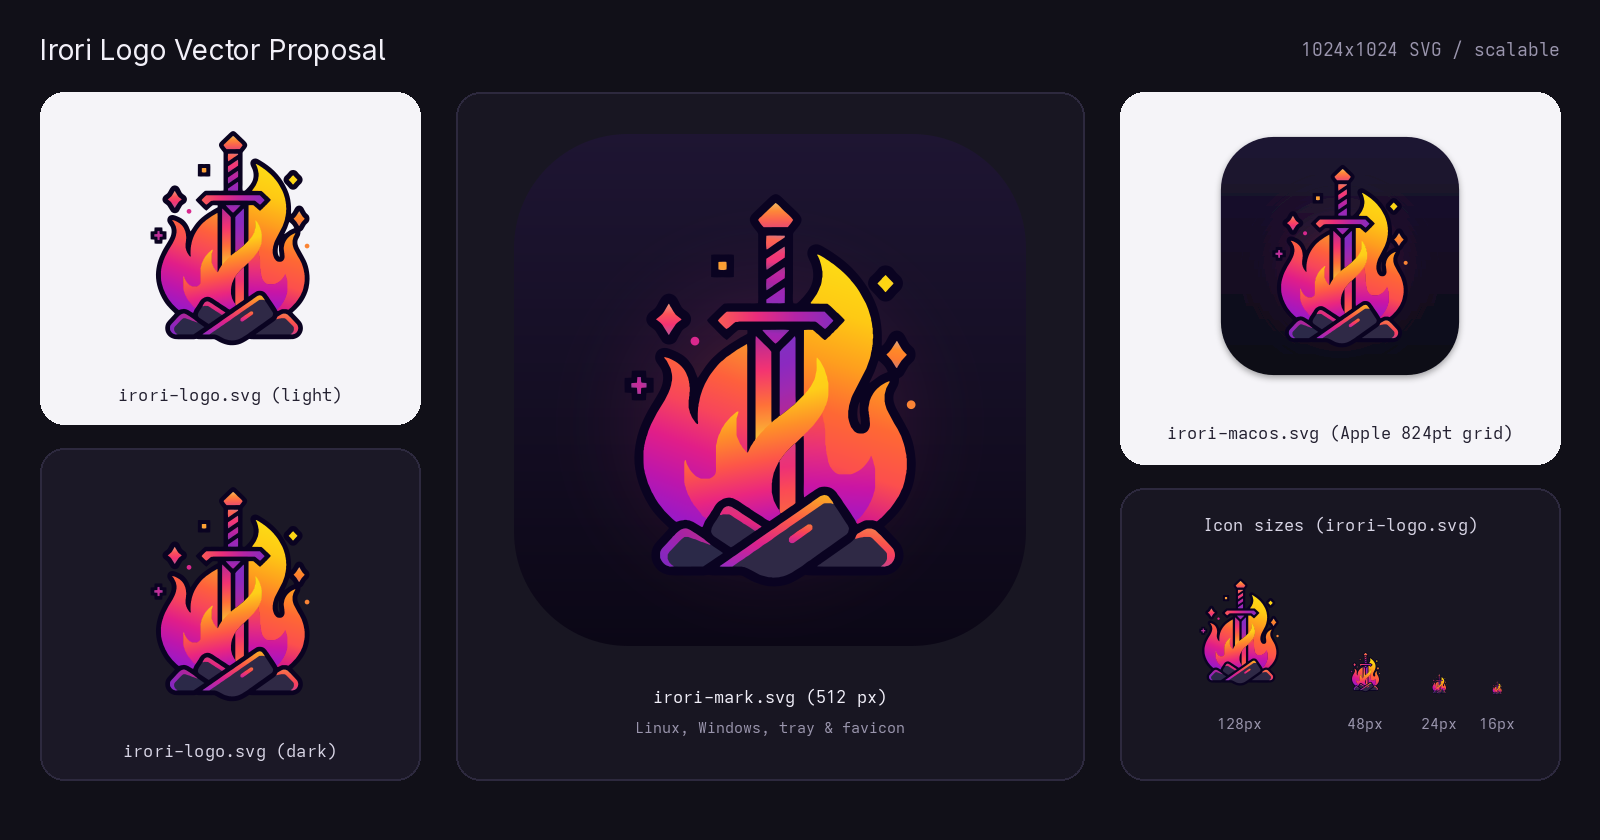 Irori Logo Vector Proposal
1024x1024 SVG / scalable
irori-logo.svg (light)
irori-logo.svg (dark)
irori-mark.svg (512 px)
Linux, Windows, tray & favicon
irori-macos.svg (Apple 824pt grid)
Icon sizes (irori-logo.svg)
128px 48px 24px 16px